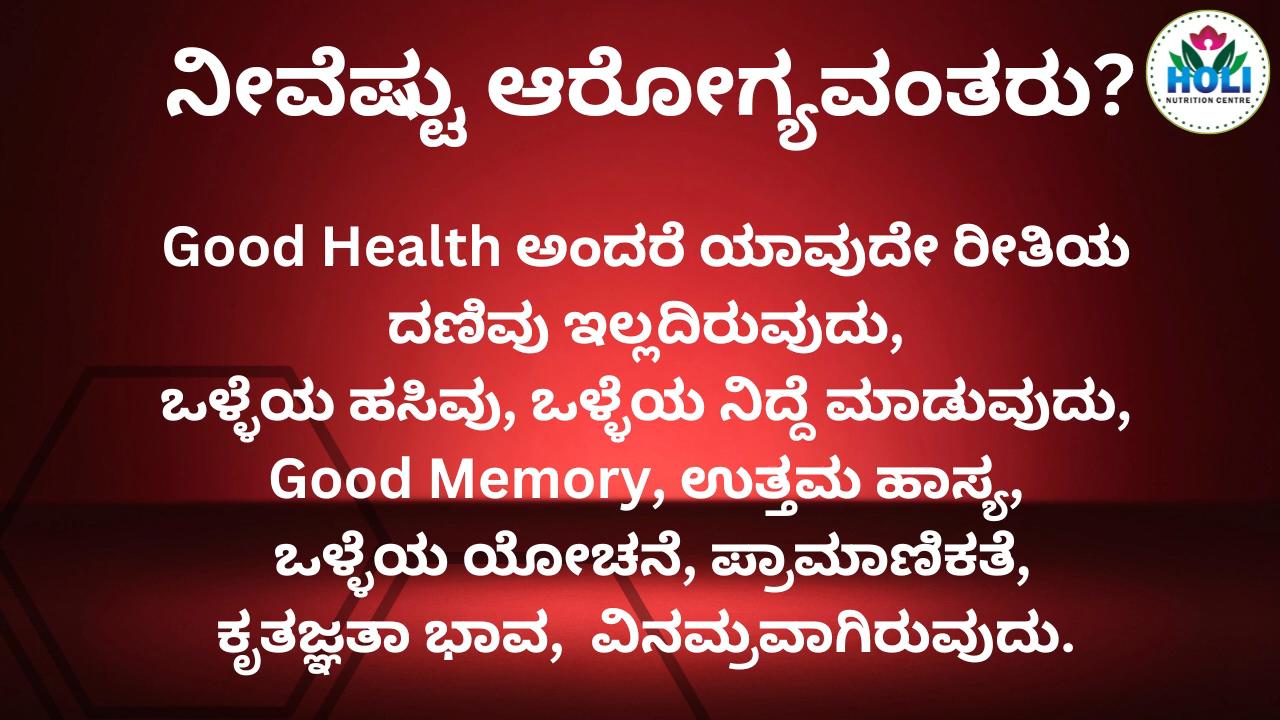 ನೀವೆಷ್ಟು ಆರೋಗ್ಯವಂತರು?
HOLI
NUTRITION CENTRE
Good Health ಅಂದರೆ ಯಾವುದೇ ರೀತಿಯ
ದಣಿವು ಇಲ್ಲದಿರುವುದು,
ಒಳ್ಳೆಯ ಹಸಿವು, ಒಳ್ಳೆಯ ನಿದ್ದೆ ಮಾಡುವುದು,
Good Memory, ಉತ್ತಮ ಹಾಸ್ಯ,
ಒಳ್ಳೆಯ ಯೋಚನೆ, ಪ್ರಾಮಾಣಿಕತೆ,
ಕೃತಜ್ಞತಾ ಭಾವ, ವಿನಮ್ರವಾಗಿರುವುದು.